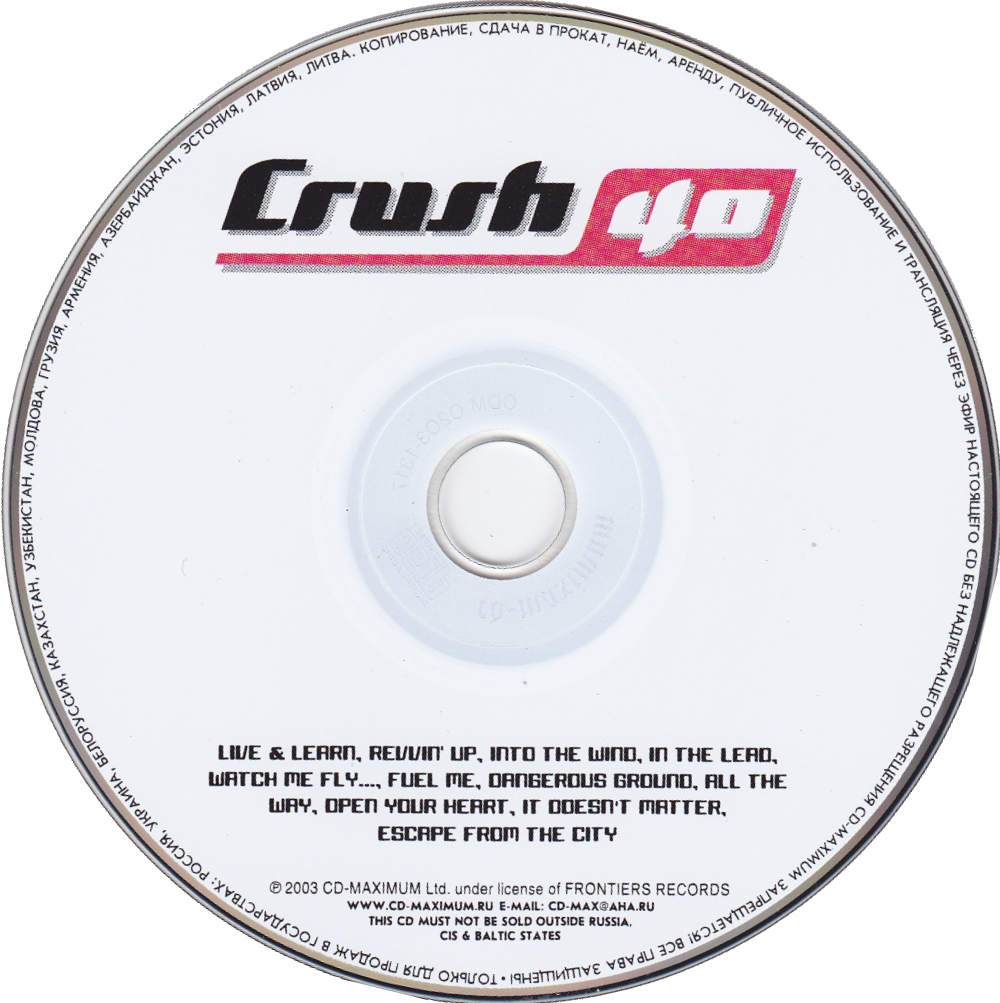 Crush 40
CDM 0203-1317
LIVE & LEARN, REVVIN' UP, INTO THE WIND, IN THE LEAD,
WATCH ME FLY...., FUEL ME, DANGEROUS GROUND, ALL THE
WAY, OPEN YOUR HEART, IT DOESN'T MATTER,
ESCAPE FROM THE CITY
℗ 2003 CD-MAXIMUM Ltd. under license of FRONTIERS RECORDS
WWW.CD-MAXIMUM.RU E-MAIL: CD-MAX@AHA.RU
THIS CD MUST NOT BE SOLD OUTSIDE RUSSIA,
CIS & BALTIC STATES
ТОЛЬКО ДЛЯ ПРОДАЖ В ГОСУДАРСТВАХ: РОССИЯ, УКРАИНА, БЕЛОРУССИЯ, КАЗАХСТАН, УЗБЕКИСТАН, МОЛДОВА, ГРУЗИЯ, АРМЕНИЯ, АЗЕРБАЙДЖАН, ЭСТОНИЯ, ЛАТВИЯ, ЛИТВА. КОПИРОВАНИЕ, СДАЧА В ПРОКАТ, НАЁМ, АРЕНДУ, ПУБЛИЧНОЕ ИСПОЛЬЗОВАНИЕ И ТРАНСЛЯЦИЯ ЧЕРЕЗ ЭФИР НАСТОЯЩЕГО CD БЕЗ НАДЛЕЖАЩЕГО РАЗРЕШЕНИЯ CD-MAXIMUM ЗАПРЕЩАЕТСЯ! ВСЕ ПРАВА ЗАЩИЩЕНЫ •